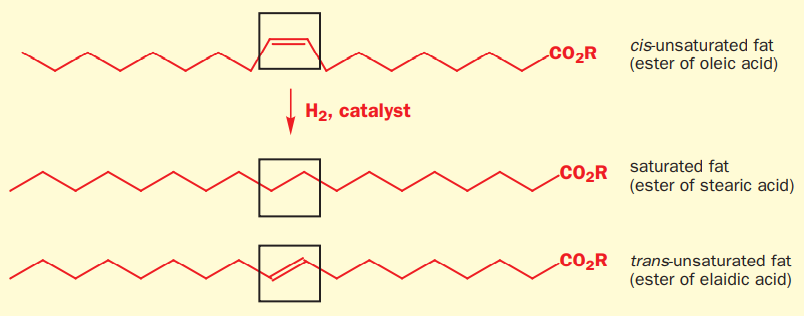 CO₂R
cis-unsaturated fat
(ester of oleic acid)
H₂, catalyst
CO₂R
saturated fat
(ester of stearic acid)
CO₂R
trans-unsaturated fat
(ester of elaidic acid)